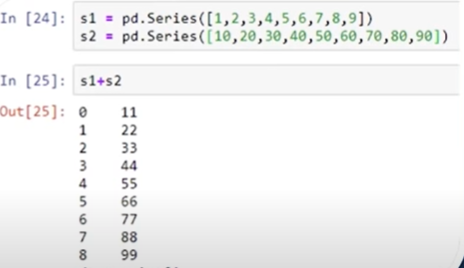 In [24]: s1 = pd.Series([1,2,3,4,5,6,7,8,9])
s2 = pd.Series([10,20,30,40,50,60,70,80,90])
In [25]: s1+s2
Out[25]: 0 11
1 22
2 33
3 44
4 55
5 66
6 77
7 88
8 99